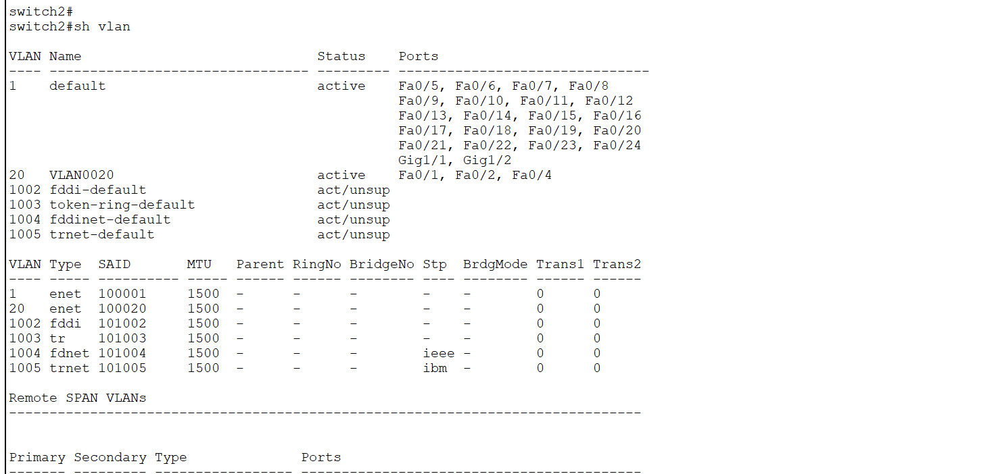 switch2#
switch2#sh vlan
VLAN Name                             Status    Ports
---- -------------------------------- --------- -------------------------------
1    default                          active    Fa0/5, Fa0/6, Fa0/7, Fa0/8
                                                Fa0/9, Fa0/10, Fa0/11, Fa0/12
                                                Fa0/13, Fa0/14, Fa0/15, Fa0/16
                                                Fa0/17, Fa0/18, Fa0/19, Fa0/20
                                                Fa0/21, Fa0/22, Fa0/23, Fa0/24
                                                Gig1/1, Gig1/2
20   VLAN0020                         active    Fa0/1, Fa0/2, Fa0/4
1002 fddi-default                     act/unsup
1003 token-ring-default               act/unsup
1004 fddinet-default                  act/unsup
1005 trnet-default                    act/unsup
VLAN Type  SAID       MTU   Parent RingNo BridgeNo Stp  BrdgMode Trans1 Trans2
---- ----- ---------- ----- ------ ------ -------- ---- -------- ------ ------
1    enet  100001     1500  -      -      -        -    -        0      0
20   enet  100020     1500  -      -      -        -    -        0      0
1002 fddi  101002     1500  -      -      -        -    -        0      0
1003 tr    101003     1500  -      -      -        -    -        0      0
1004 fdnet 101004     1500  -      -      -        ieee -        0      0
1005 trnet 101005     1500  -      -      -        ibm  -        0      0
Remote SPAN VLANs
------------------------------------------------------------------------------
Primary Secondary Type              Ports
------- --------- ----------------- ------------------------------------------